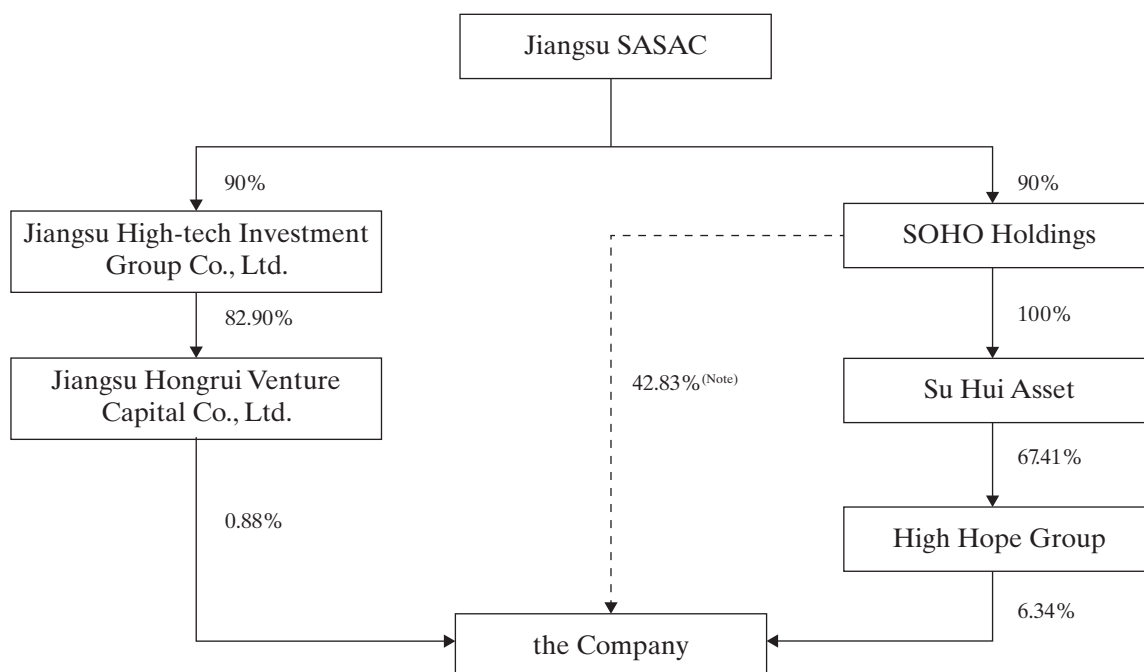 Jiangsu SASAC
90%
90%
Jiangsu High-tech Investment
Group Co., Ltd.
SOHO Holdings
82.90%
100%
Jiangsu Hongrui Venture
Capital Co., Ltd.
42.83%(Note)
Su Hui Asset
67.41%
0.88%
High Hope Group
6.34%
the Company